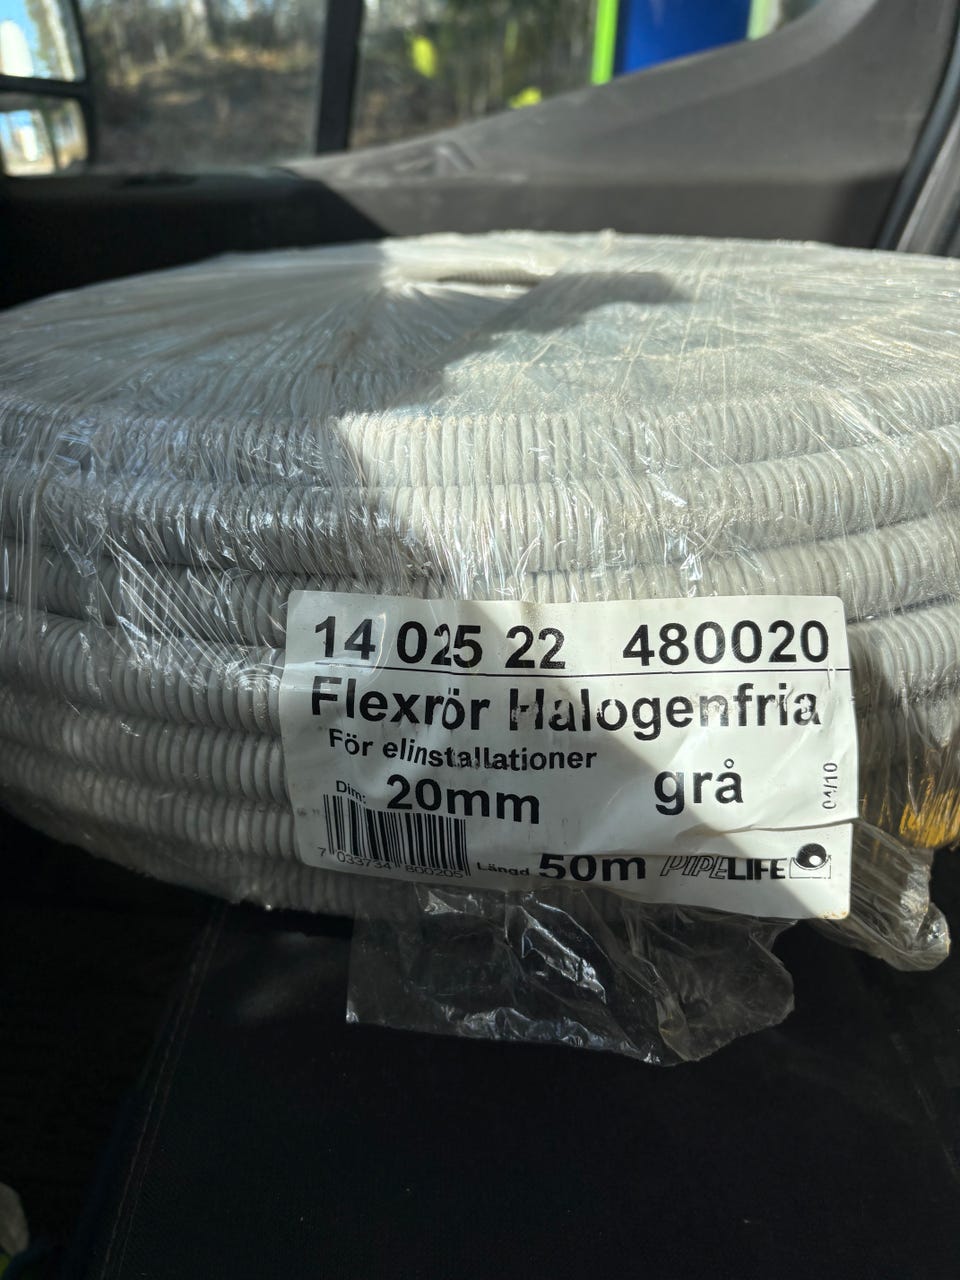 14 025 22 480020
Flexrör Halogenfria
För elinstallationer
Dim: 20mm grå
04/10
7 033734 800205
Längd 50m PIPELIFE